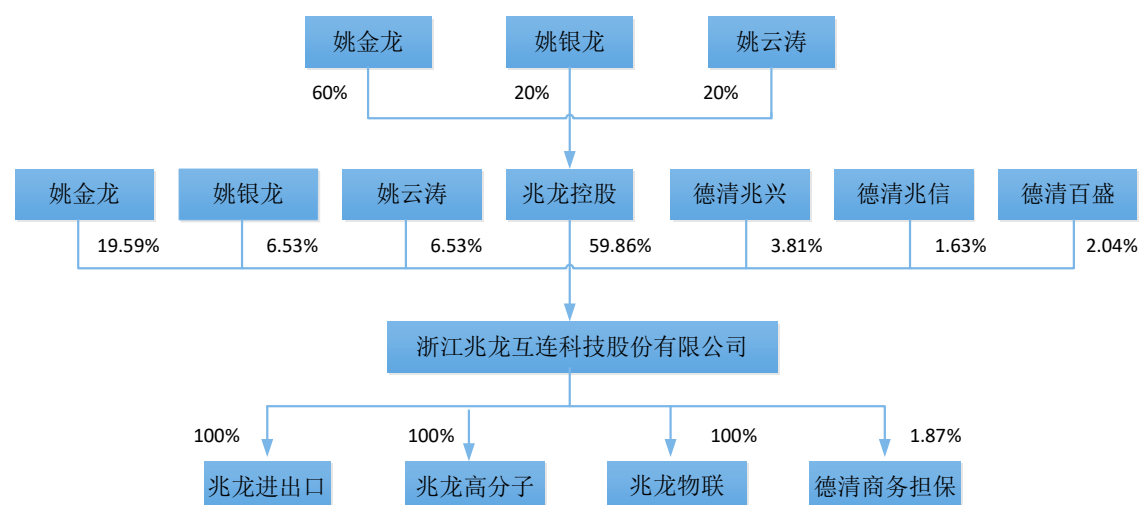 姚金龙
姚银龙
姚云涛
60%
20%
20%
姚金龙
姚银龙
姚云涛
兆龙控股
德清兆兴
德清兆信
德清百盛
19.59%
6.53%
6.53%
59.86%
3.81%
1.63%
2.04%
浙江兆龙互连科技股份有限公司
100%
100%
100%
1.87%
兆龙进出口
兆龙高分子
兆龙物联
德清商务担保